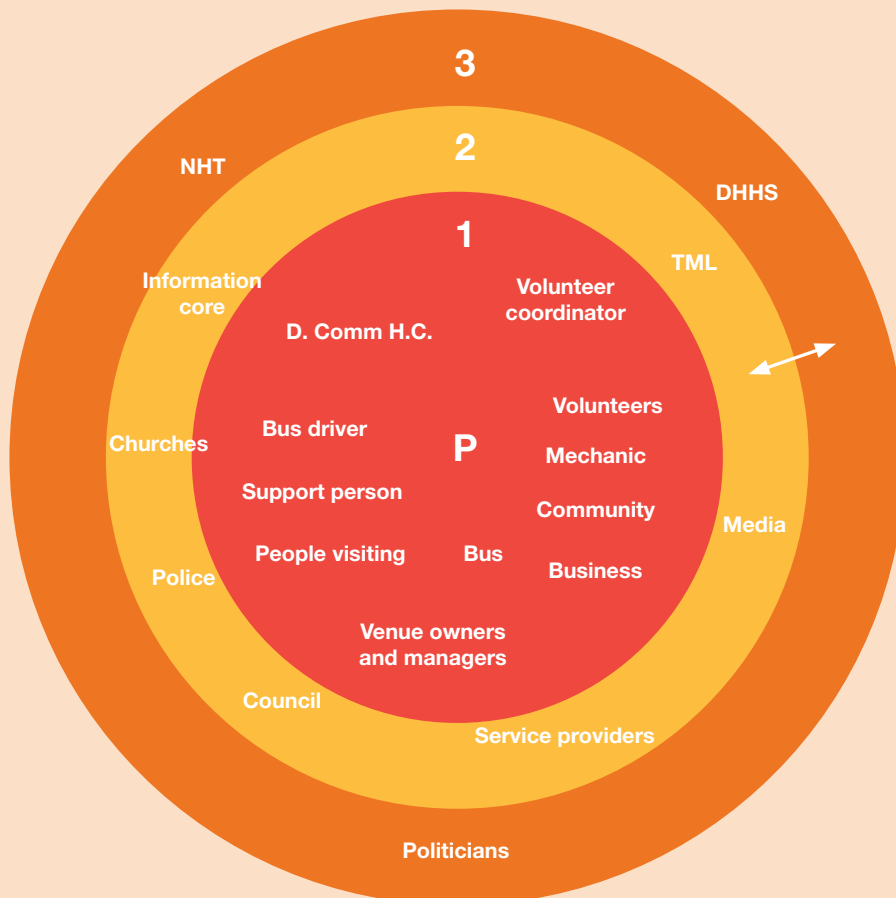 3
2
NHT
DHHS
1
TML
Information
core
Volunteer
coordinator
D. Comm H.C.
Volunteers
Bus driver
Churches
P
Mechanic
Support person
Community
Media
People visiting
Bus
Business
Police
Venue owners
and managers
Council
Service providers
Politicians